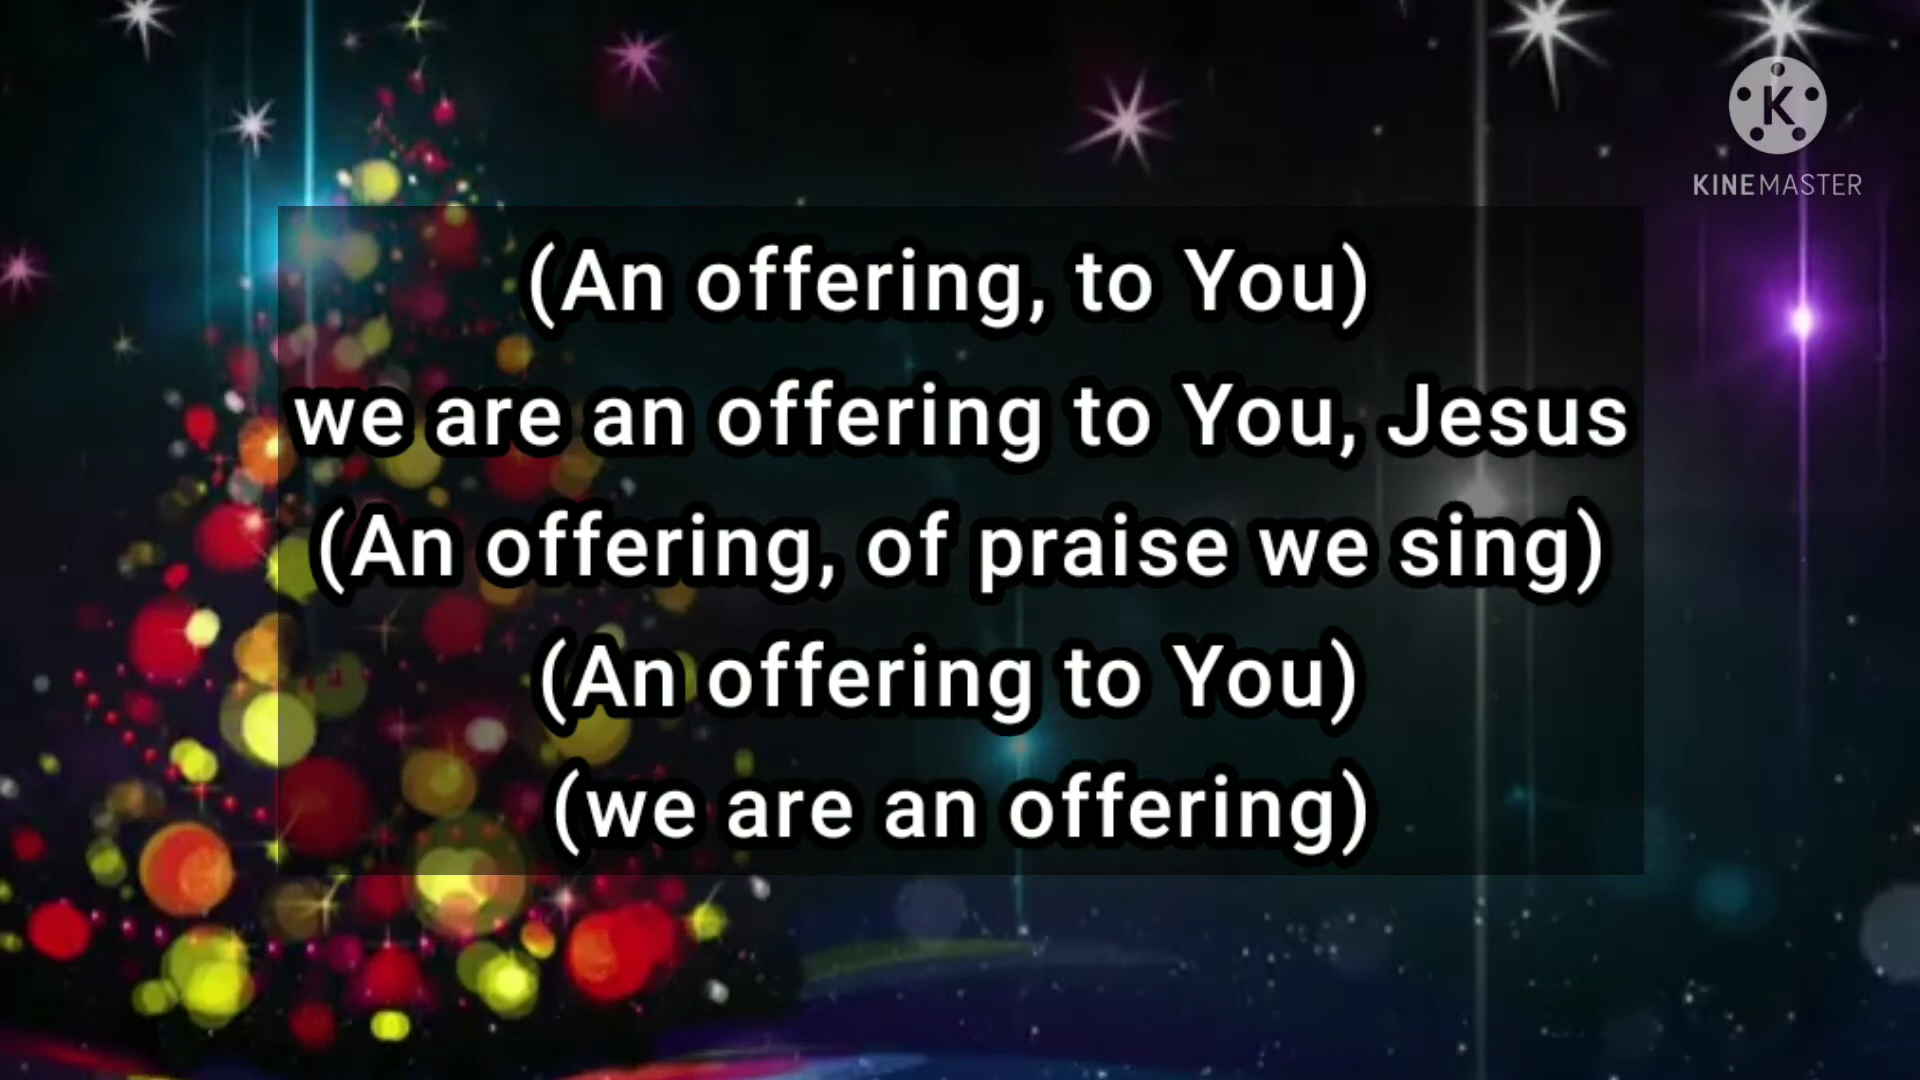 K
KINEMASTER
(An offering, to You)
we are an offering to You, Jesus
(An offering, of praise we sing)
(An offering to You)
(we are an offering)